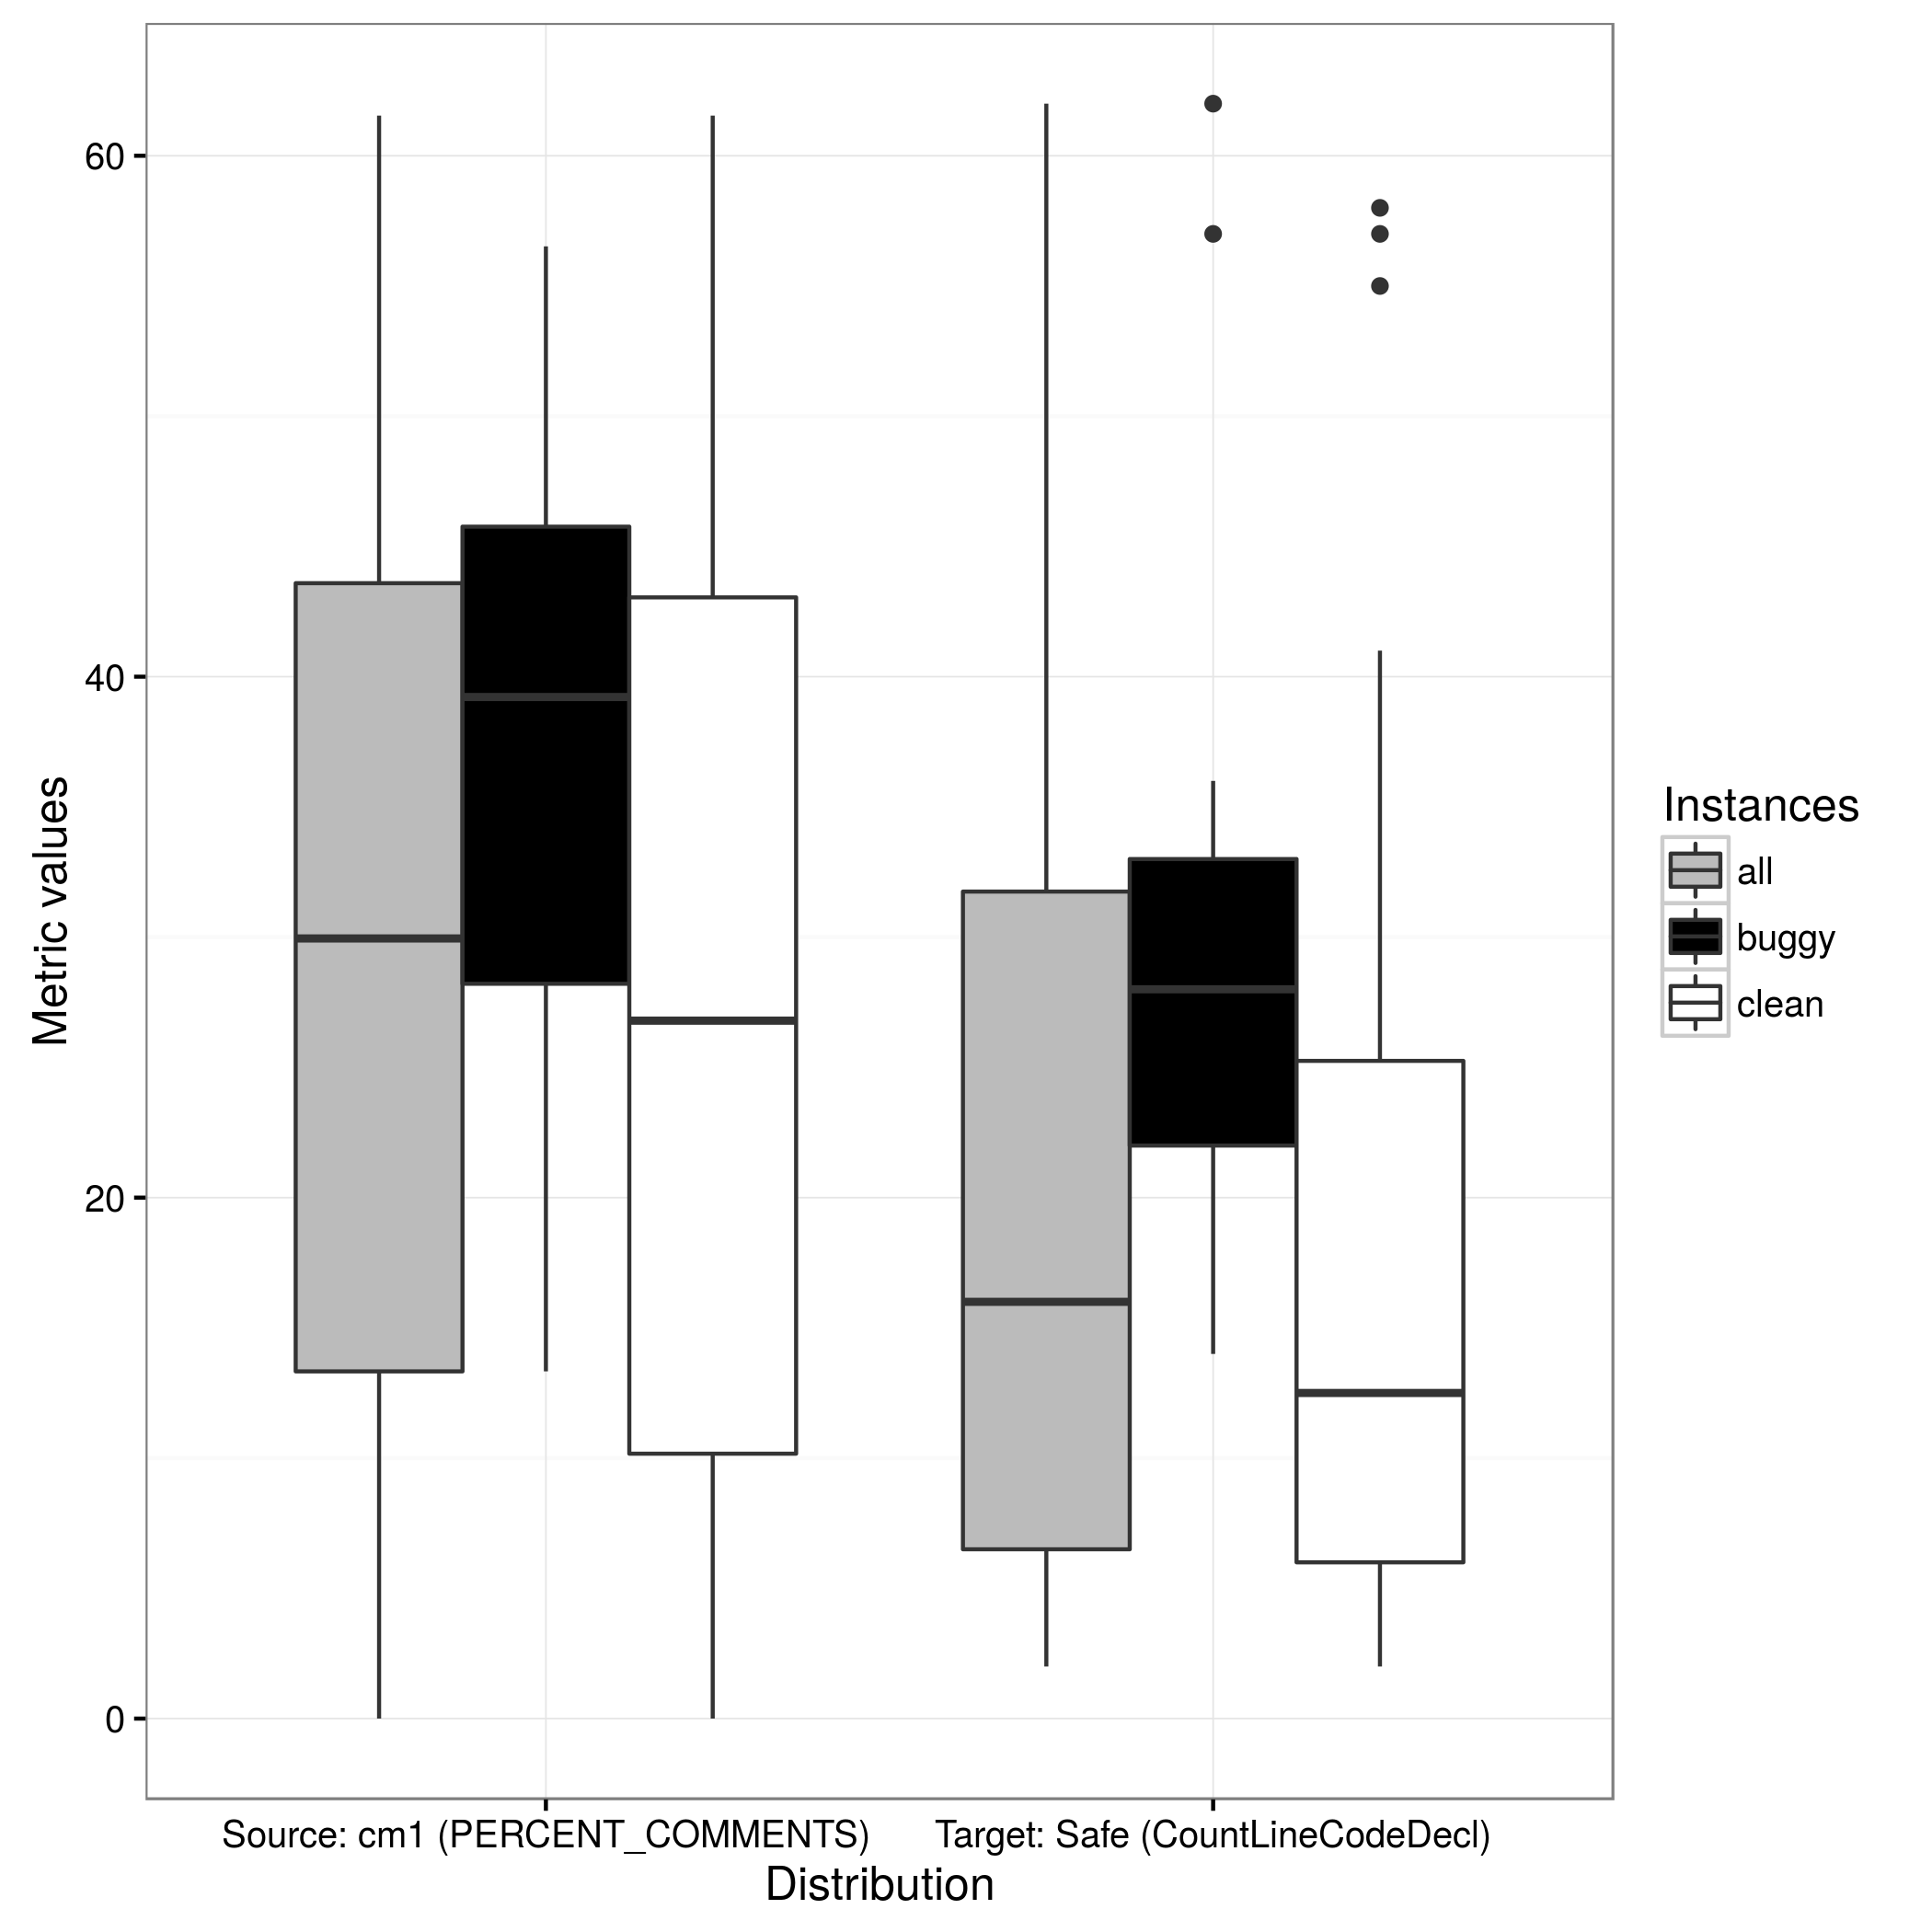 Metric values
60
40
20
0
Source: cm1 (PERCENT_COMMENTS)
Target: Safe (CountLineCodeDecl)
Distribution
Instances
all
buggy
clean